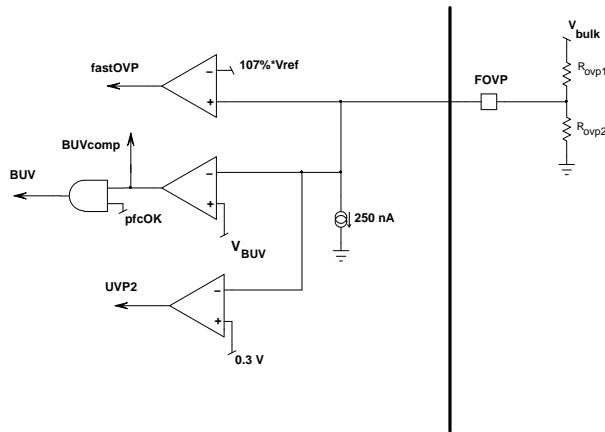 V
bulk
fastOVP
107%*Vref
FOVP
R
ovp1
R
ovp2
BUVcomp
BUV
pfcOK
V
BUV
250 nA
UVP2
0.3 V